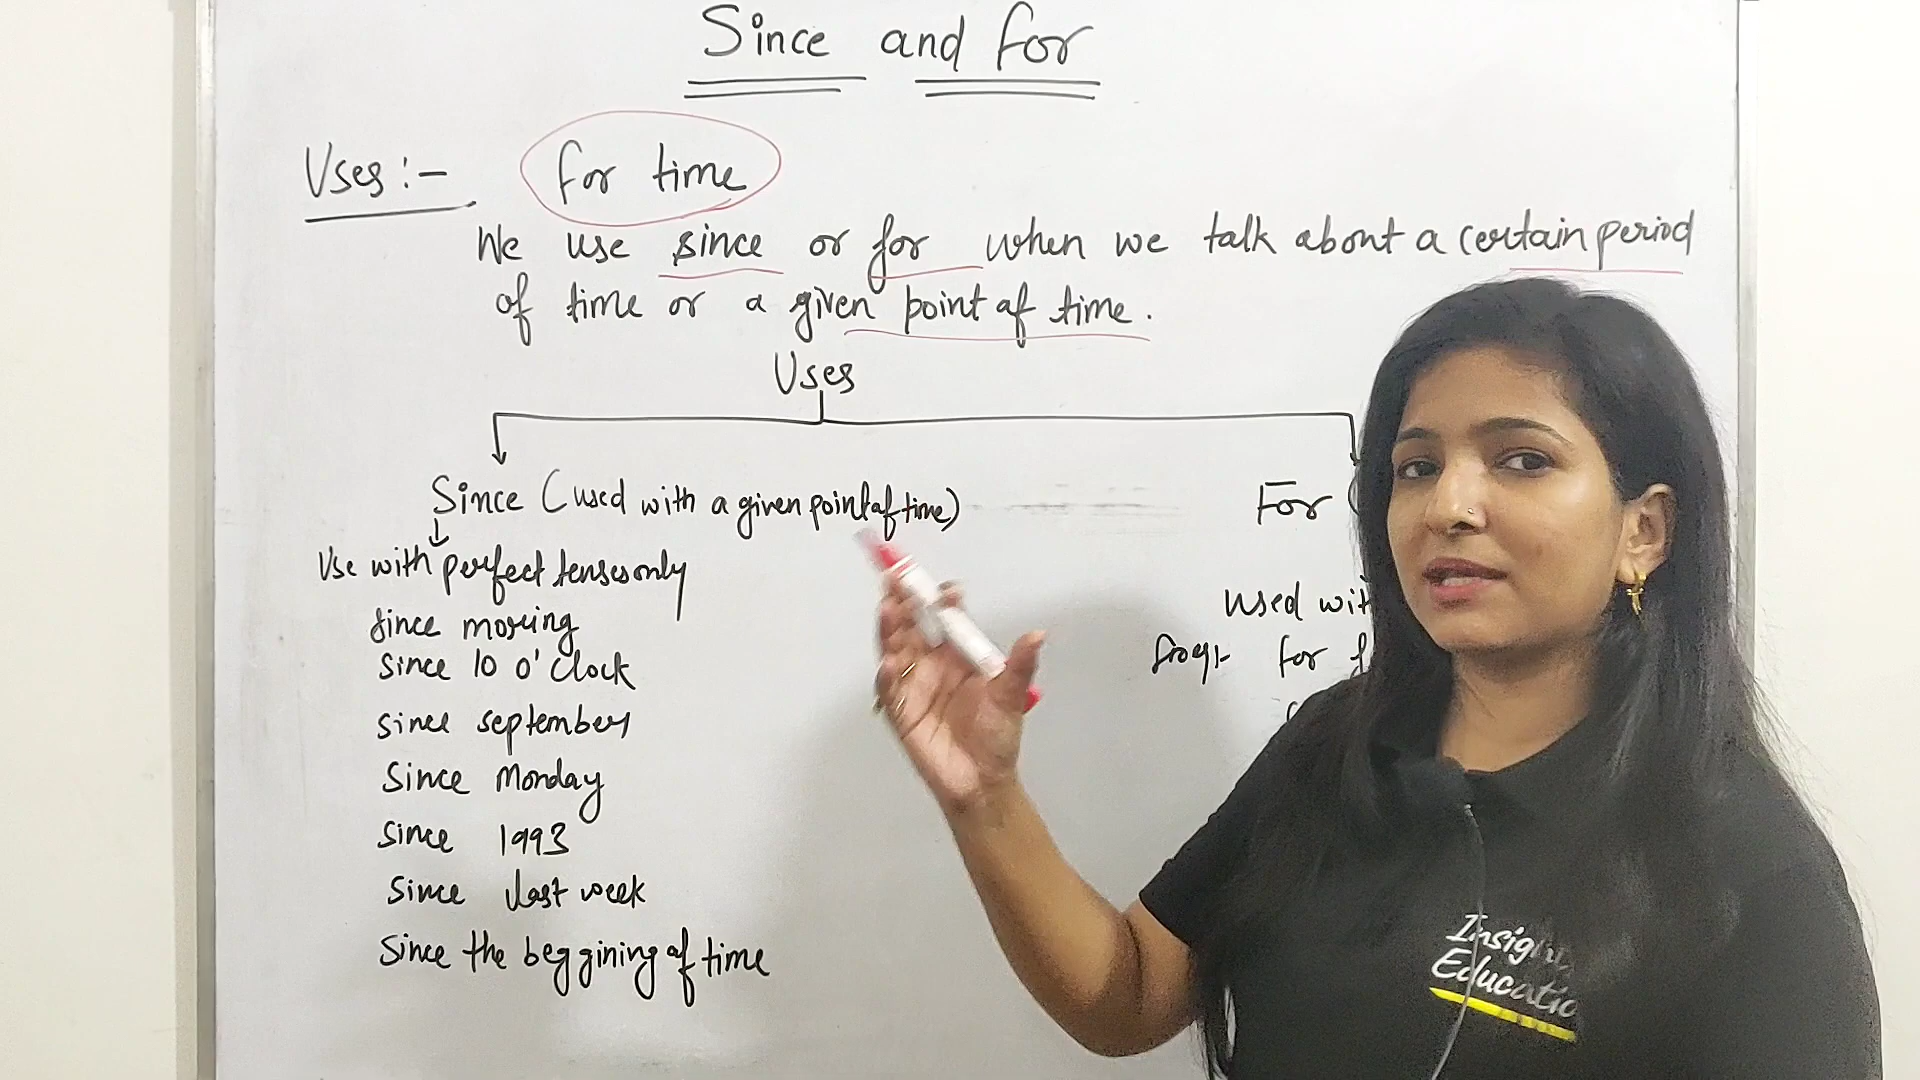 Since and for
Uses :-
for time
We use since or for when we talk about a certain period
of time or a given point of time.
Uses
Since (used with a given point of time)
For (
Use with perfect tenses only
used wit
since morning
for f
since 10 o'clock
since september
Since Monday
Since 1993
Since last week
Since the beggining of time
Insigh
Educatio